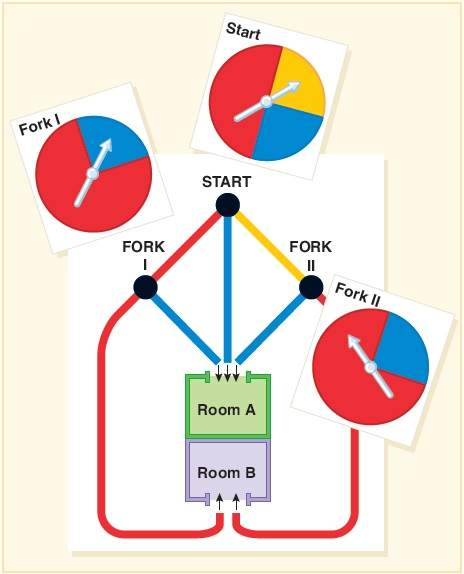 Start
Fork I
START
FORK
I
FORK
II
Fork II
Room A
Room B